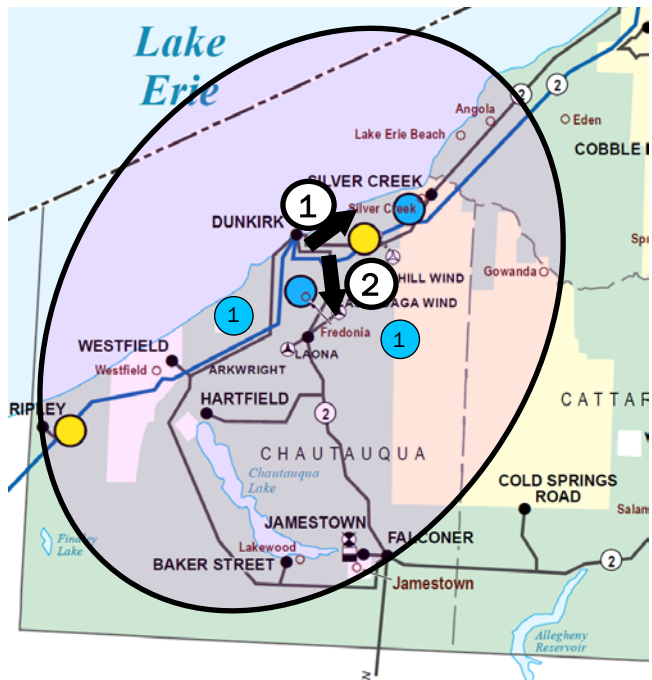 Lake
Erie
2
2
Angola
Eden
Lake Erie Beach
COBBLE
SILVER CREEK
1
Silver Creek
DUNKIRK
Gowanda
HILL WIND
2
AGA WIND
1
1
Fredonia
WESTFIELD
LAONA
Westfield
ARKWRIGHT
HARTFIELD
RIPLEY
2
CATTAR
CHAUTAUQUA
Chautauqua
Lake
COLD SPRINGS
ROAD
JAMESTOWN
FALCONER
Findley
Lake
Lakewood
BAKER STREET
2
Jamestown
Allegheny
Reservoir